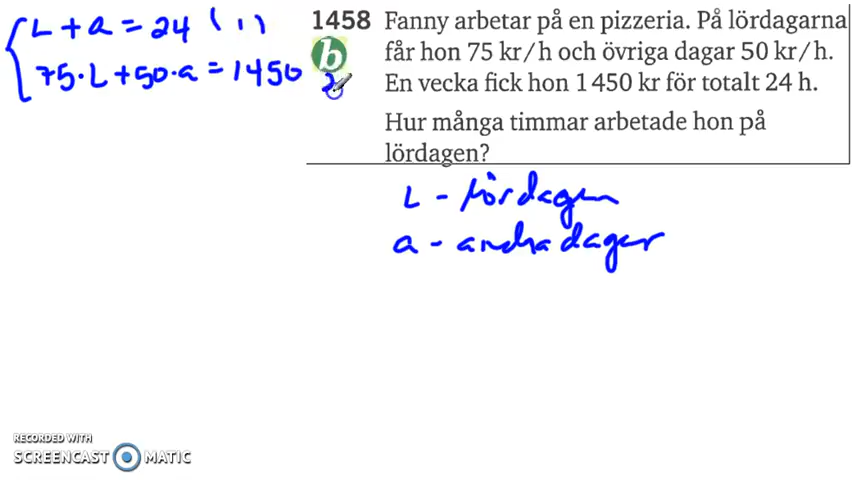 L + a = 24 (1)
75·L + 50·a = 1450 2
1458 Fanny arbetar på en pizzeria. På lördagarna
b får hon 75 kr/h och övriga dagar 50 kr/h.
En vecka fick hon 1 450 kr för totalt 24 h.
Hur många timmar arbetade hon på
lördagen?
L - lördagen
a - andra dagar
RECORDED WITH
SCREENCAST MATIC